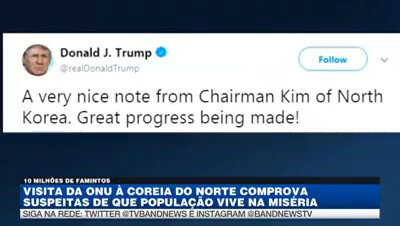 Donald J. Trump
@realDonaldTrump
Follow
A very nice note from Chairman Kim of North
Korea. Great progress being made!
10 MILHÕES DE FAMINTOS
VISITA DA ONU À COREIA DO NORTE COMPROVA
SUSPEITAS DE QUE POPULAÇÃO VIVE NA MISÉRIA
SIGA NA REDE: TWITTER @TVBANDNEWS E INSTAGRAM @BANDNEWSTV